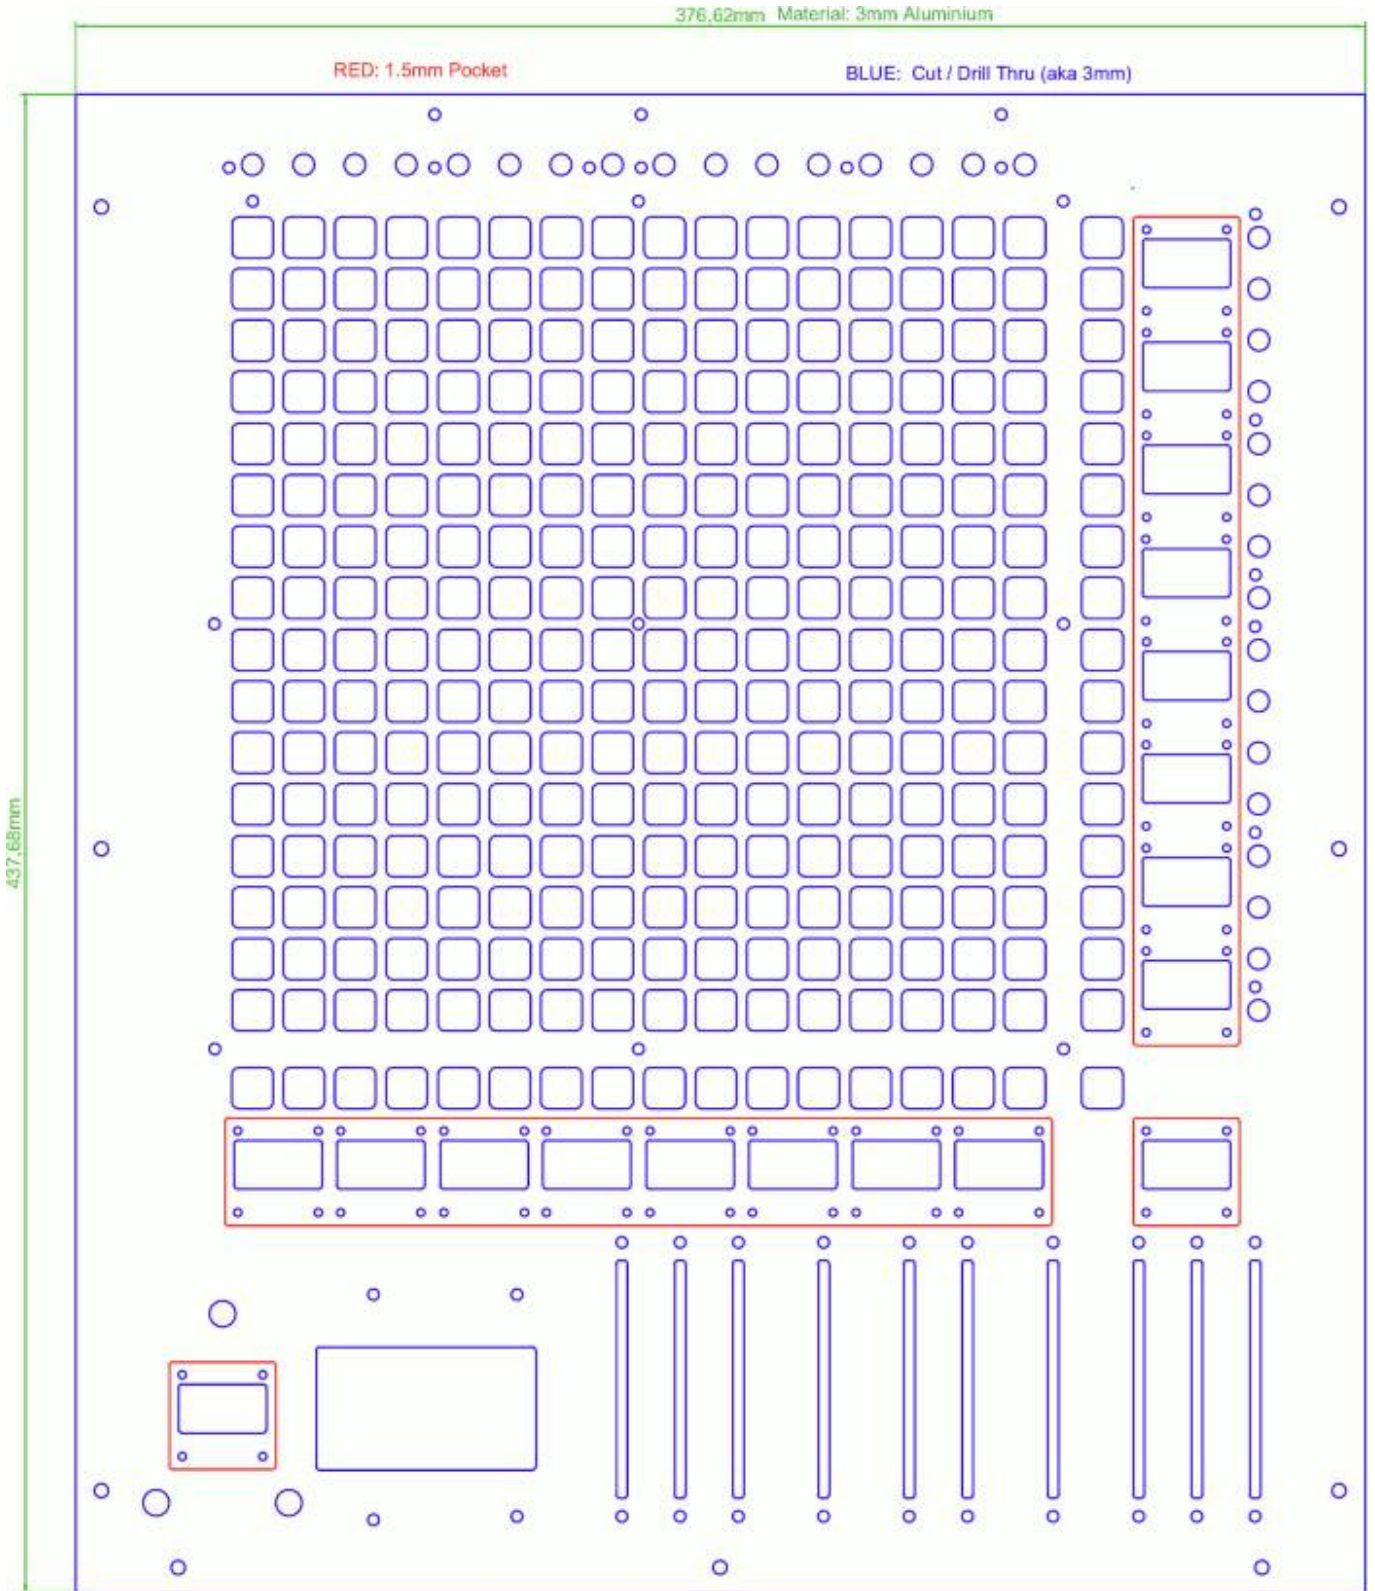 376,62mm Material: 3mm Aluminium
RED: 1.5mm Pocket
BLUE: Cut / Drill Thru (aka 3mm)
437,68mm